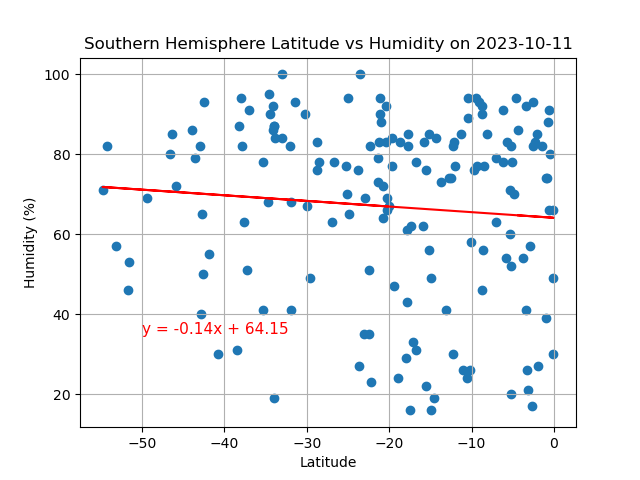 Southern Hemisphere Latitude vs Humidity on 2023-10-11
100
80
60
40
20
Humidity (%)
y = -0.14x + 64.15
−50
−40
−30
−20
−10
0
Latitude